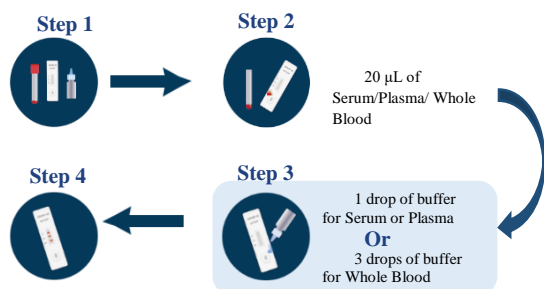 Step 1
Step 2
20 µL of
Serum/Plasma/ Whole
Blood
Step 3
1 drop of buffer
for Serum or Plasma
Or
3 drops of buffer
for Whole Blood
Step 4